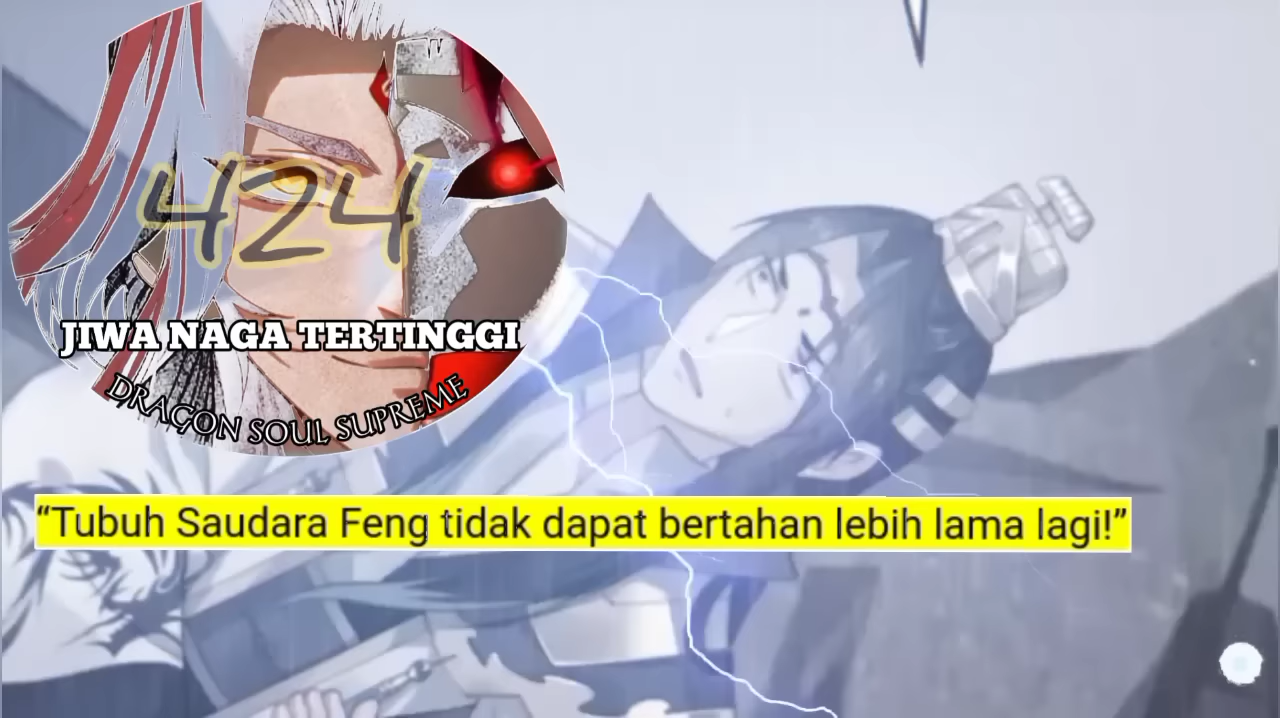 424
JIWA NAGA TERTINGGI
DRAGON SOUL SUPREME
“Tubuh Saudara Feng tidak dapat bertahan lebih lama lagi!”